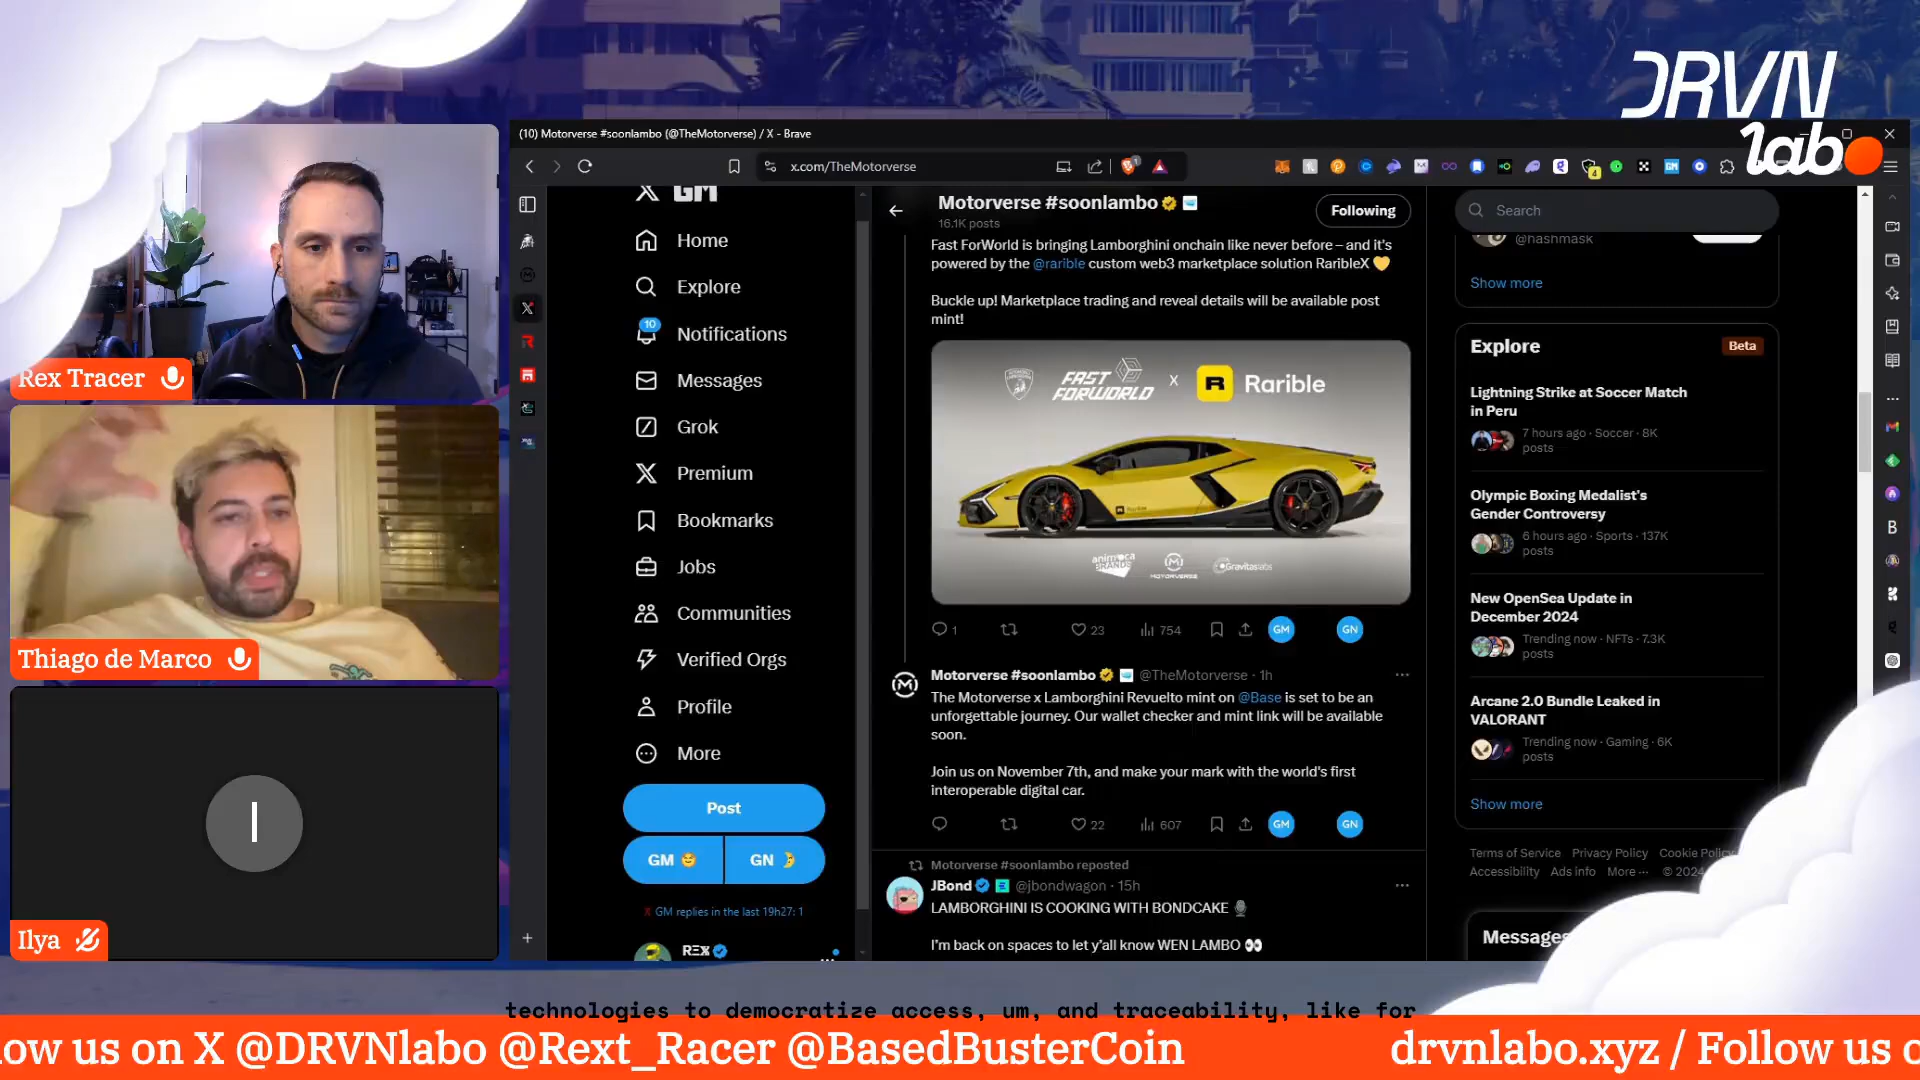 DRVN
labo
(10) Motorverse #soonlambo (@TheMotorverse) / X - Brave
x.com/TheMotorverse
Rex Tracer
Thiago de Marco
I
Ilya
X GM
Home
Explore
10
Notifications
Messages
Grok
Premium
Bookmarks
Jobs
Communities
Verified Orgs
Profile
More
Post
GM
GN
X GM replies in the last 19h27: 1
RΞX
Motorverse #soonlambo
16.1K posts
Following
Fast ForWorld is bringing Lamborghini onchain like never before – and it's
powered by the @rarible custom web3 marketplace solution RaribleX 💛
Buckle up! Marketplace trading and reveal details will be available post
mint!
FAST
FORWORLD
X
R Rarible
animoca
BRANDS
MOTORVERSE
Gravitaslabs
1
23
754
GM
GN
Motorverse #soonlambo @TheMotorverse · 1h
The Motorverse x Lamborghini Revuelto mint on @Base is set to be an
unforgettable journey. Our wallet checker and mint link will be available
soon.
Join us on November 7th, and make your mark with the world's first
interoperable digital car.
22
607
GM
GN
Motorverse #soonlambo reposted
JBond @jbondwagon · 15h
LAMBORGHINI IS COOKING WITH BONDCAKE 🎙️
I'm back on spaces to let y'all know WEN LAMBO 👀
Search
@hashmask
Show more
Explore
Beta
Lightning Strike at Soccer Match
in Peru
7 hours ago · Soccer · 8K
posts
Olympic Boxing Medalist's
Gender Controversy
6 hours ago · Sports · 137K
posts
New OpenSea Update in
December 2024
Trending now · NFTs · 7.3K
posts
Arcane 2.0 Bundle Leaked in
VALORANT
Trending now · Gaming · 6K
posts
Show more
Terms of Service Privacy Policy Cookie Policy
Accessibility Ads info More ··· © 2024
Messages
technologies to democratize access, um, and traceability, like for
low us on X @DRVNlabo @Rext_Racer @BasedBusterCoin
drvnlabo.xyz / Follow us o